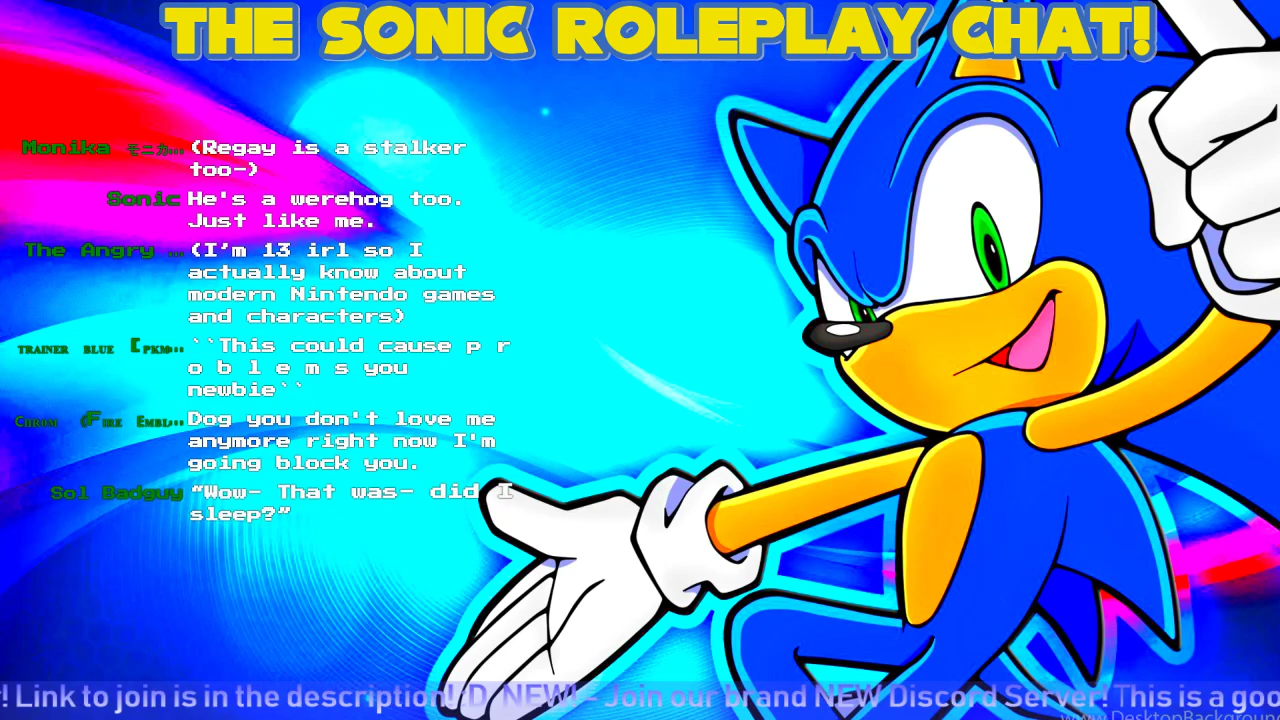 THE SONIC ROLEPLAY CHAT!
Monika モニカ… (Regay is a stalker
too-)
Sonic He's a werehog too.
Just like me.
The Angry … (I’m 13 irl so I
actually know about
modern Nintendo games
and characters)
TRAINER BLUE [PKM… ``This could cause p r
o b l e m s you
newbie``
Chrom (Fire Embl… Dog you don't love me
anymore right now I'm
going block you.
Sol Badguy “Wow- That was- did I
sleep?”
! Link to join is in the description! :D NEW! - Join our brand NEW Discord Server! This is a goo
www.DesktopBackgroun